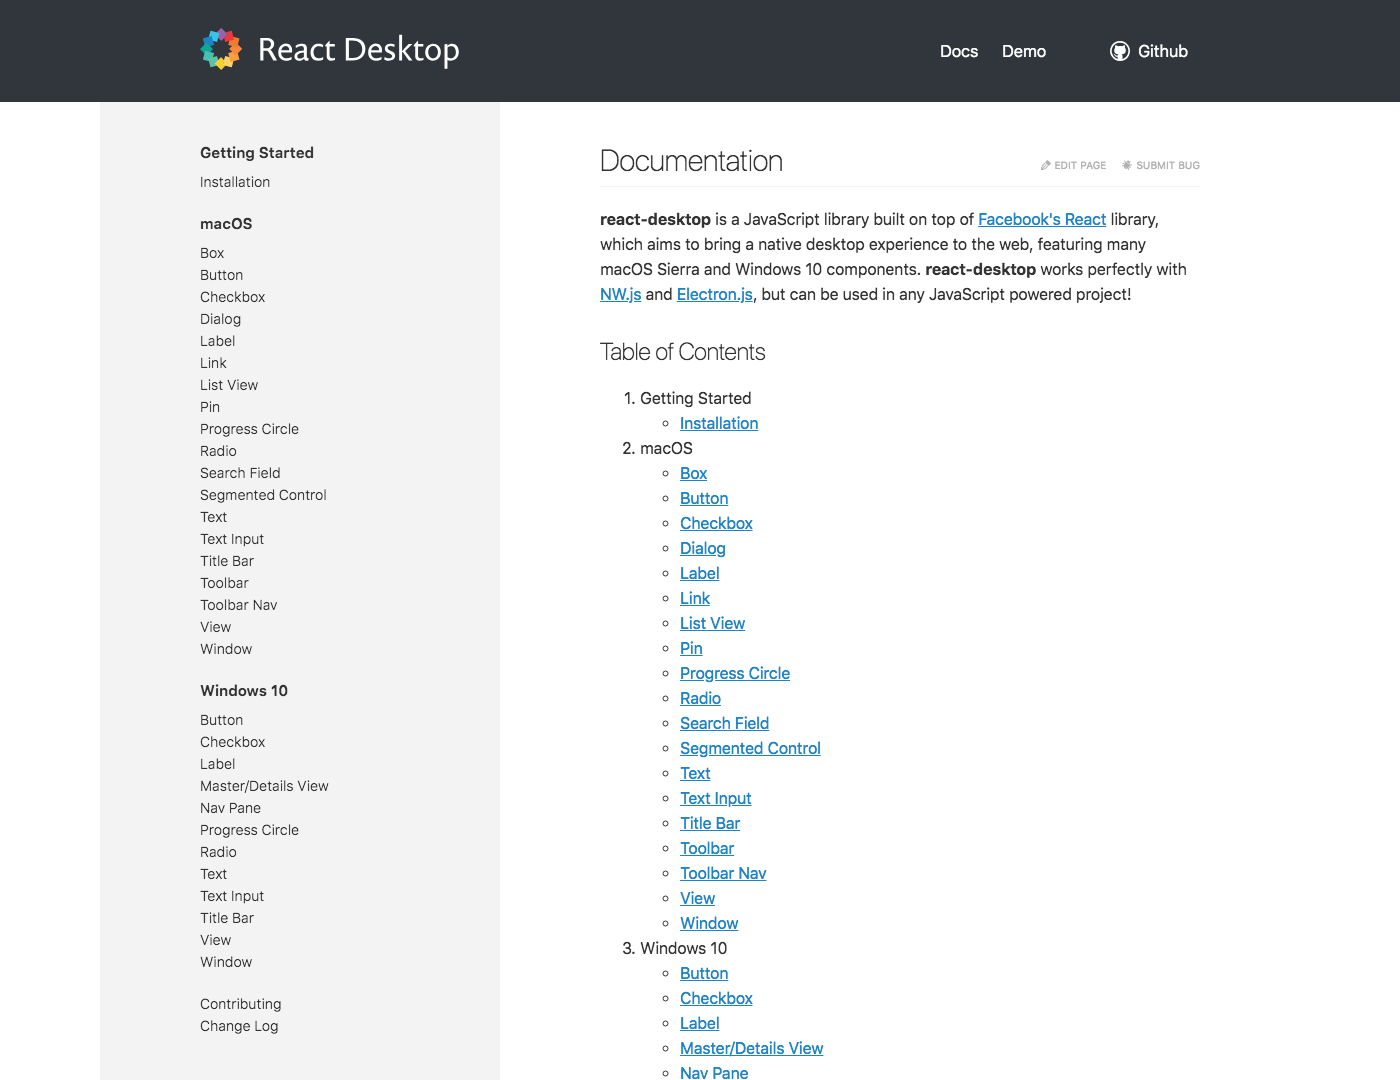 React Desktop
Docs
Demo
Github
Getting Started
Installation
macOS
Box
Button
Checkbox
Dialog
Label
Link
List View
Pin
Progress Circle
Radio
Search Field
Segmented Control
Text
Text Input
Title Bar
Toolbar
Toolbar Nav
View
Window
Windows 10
Button
Checkbox
Label
Master/Details View
Nav Pane
Progress Circle
Radio
Text
Text Input
Title Bar
View
Window
Contributing
Change Log
Documentation
EDIT PAGE
SUBMIT BUG
react-desktop is a JavaScript library built on top of Facebook's React library,
which aims to bring a native desktop experience to the web, featuring many
macOS Sierra and Windows 10 components. react-desktop works perfectly with
NW.js and Electron.js, but can be used in any JavaScript powered project!
Table of Contents
1. Getting Started
Installation
2. macOS
Box
Button
Checkbox
Dialog
Label
Link
List View
Pin
Progress Circle
Radio
Search Field
Segmented Control
Text
Text Input
Title Bar
Toolbar
Toolbar Nav
View
Window
3. Windows 10
Button
Checkbox
Label
Master/Details View
Nav Pane